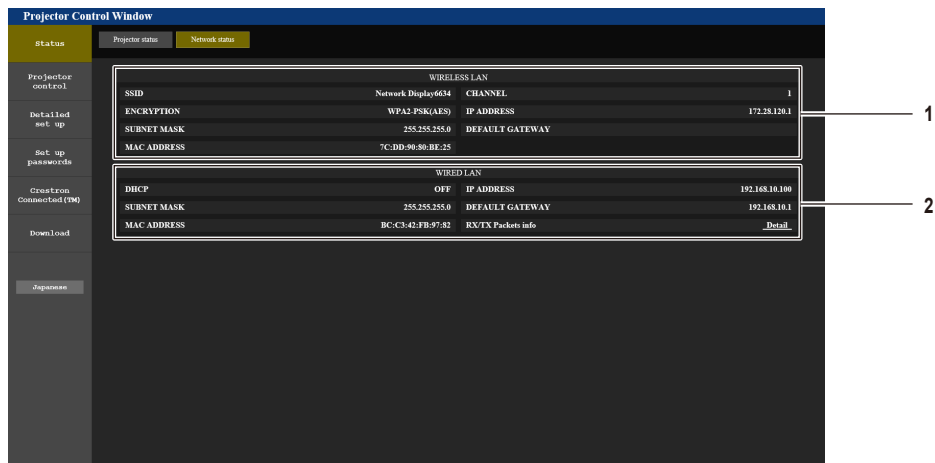 Projector Control Window
Status
Projector status
Network status
Projector
control
Detailed
set up
Set up
passwords
Crestron
Connected(TM)
Download
Japanese
WIRELESS LAN
SSID Network Display6634 CHANNEL 1
ENCRYPTION WPA2-PSK(AES) IP ADDRESS 172.28.120.1
SUBNET MASK 255.255.255.0 DEFAULT GATEWAY
MAC ADDRESS 7C:DD:90:80:BE:25
WIRED LAN
DHCP OFF IP ADDRESS 192.168.10.100
SUBNET MASK 255.255.255.0 DEFAULT GATEWAY 192.168.10.1
MAC ADDRESS BC:C3:42:FB:97:82 RX/TX Packets info Detail
1
2